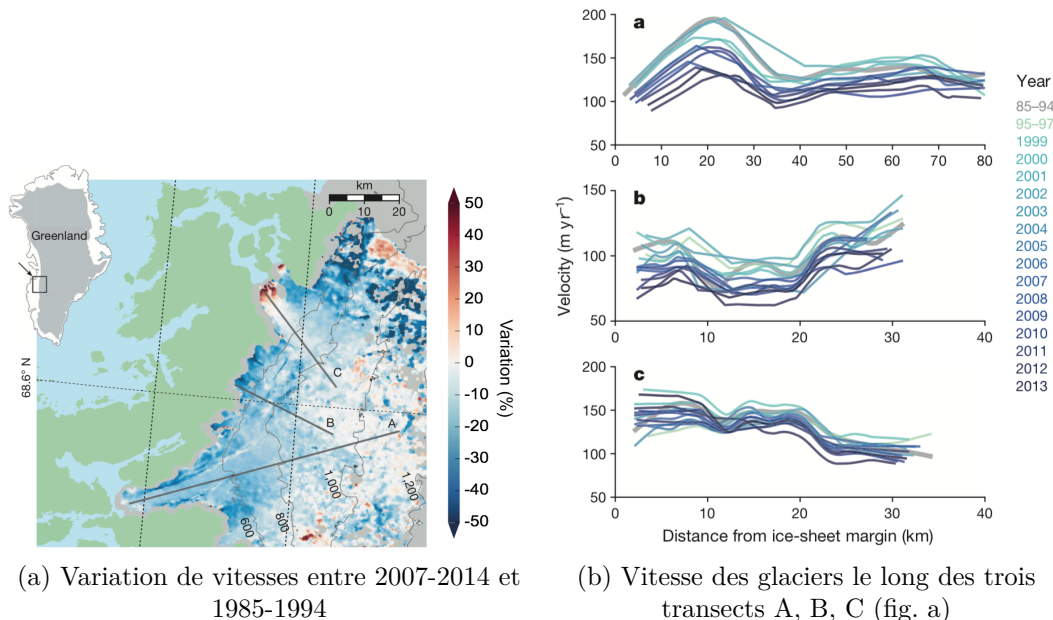 Greenland
68.6° N
km
0 10 20
50
40
30
20
10
0
-10
-20
-30
-40
-50
Variation (%)
C
B
A
600
800
1,000
1,200
(a) Variation de vitesses entre 2007-2014 et
1985-1994
a
200
150
100
50
0 10 20 30 40 50 60 70 80
b
150
100
50
0 10 20 30 40
Velocity (m yr⁻¹)
c
200
150
100
50
0 10 20 30 40
Distance from ice-sheet margin (km)
Year
85–94
95–97
1999
2000
2001
2002
2003
2004
2005
2006
2007
2008
2009
2010
2011
2012
2013
(b) Vitesse des glaciers le long des trois
transects A, B, C (fig. a)